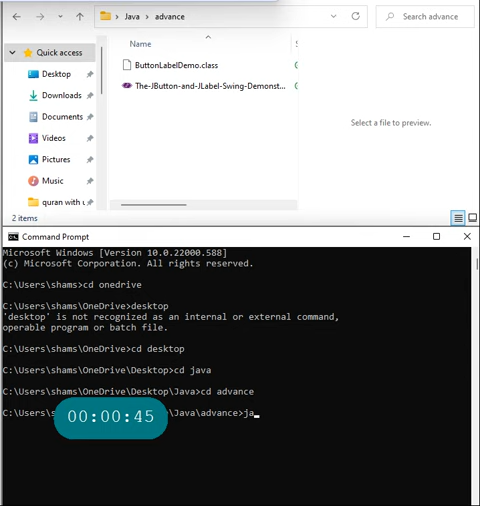 Java > advance
Search advance
Quick access
Name
S
Desktop
ButtonLabelDemo.class
Downloads
The-JButton-and-JLabel-Swing-Demonst...
Documents
Select a file to preview.
Videos
Pictures
Music
quran with u
2 items
Command Prompt
Microsoft Windows [Version 10.0.22000.588]
(c) Microsoft Corporation. All rights reserved.
C:\Users\shams>cd onedrive
C:\Users\shams\OneDrive>desktop
'desktop' is not recognized as an internal or external command,
operable program or batch file.
C:\Users\shams\OneDrive>cd desktop
C:\Users\shams\OneDrive\Desktop>cd java
C:\Users\shams\OneDrive\Desktop\Java>cd advance
C:\Users\s \Java\advance>ja
00:00:45